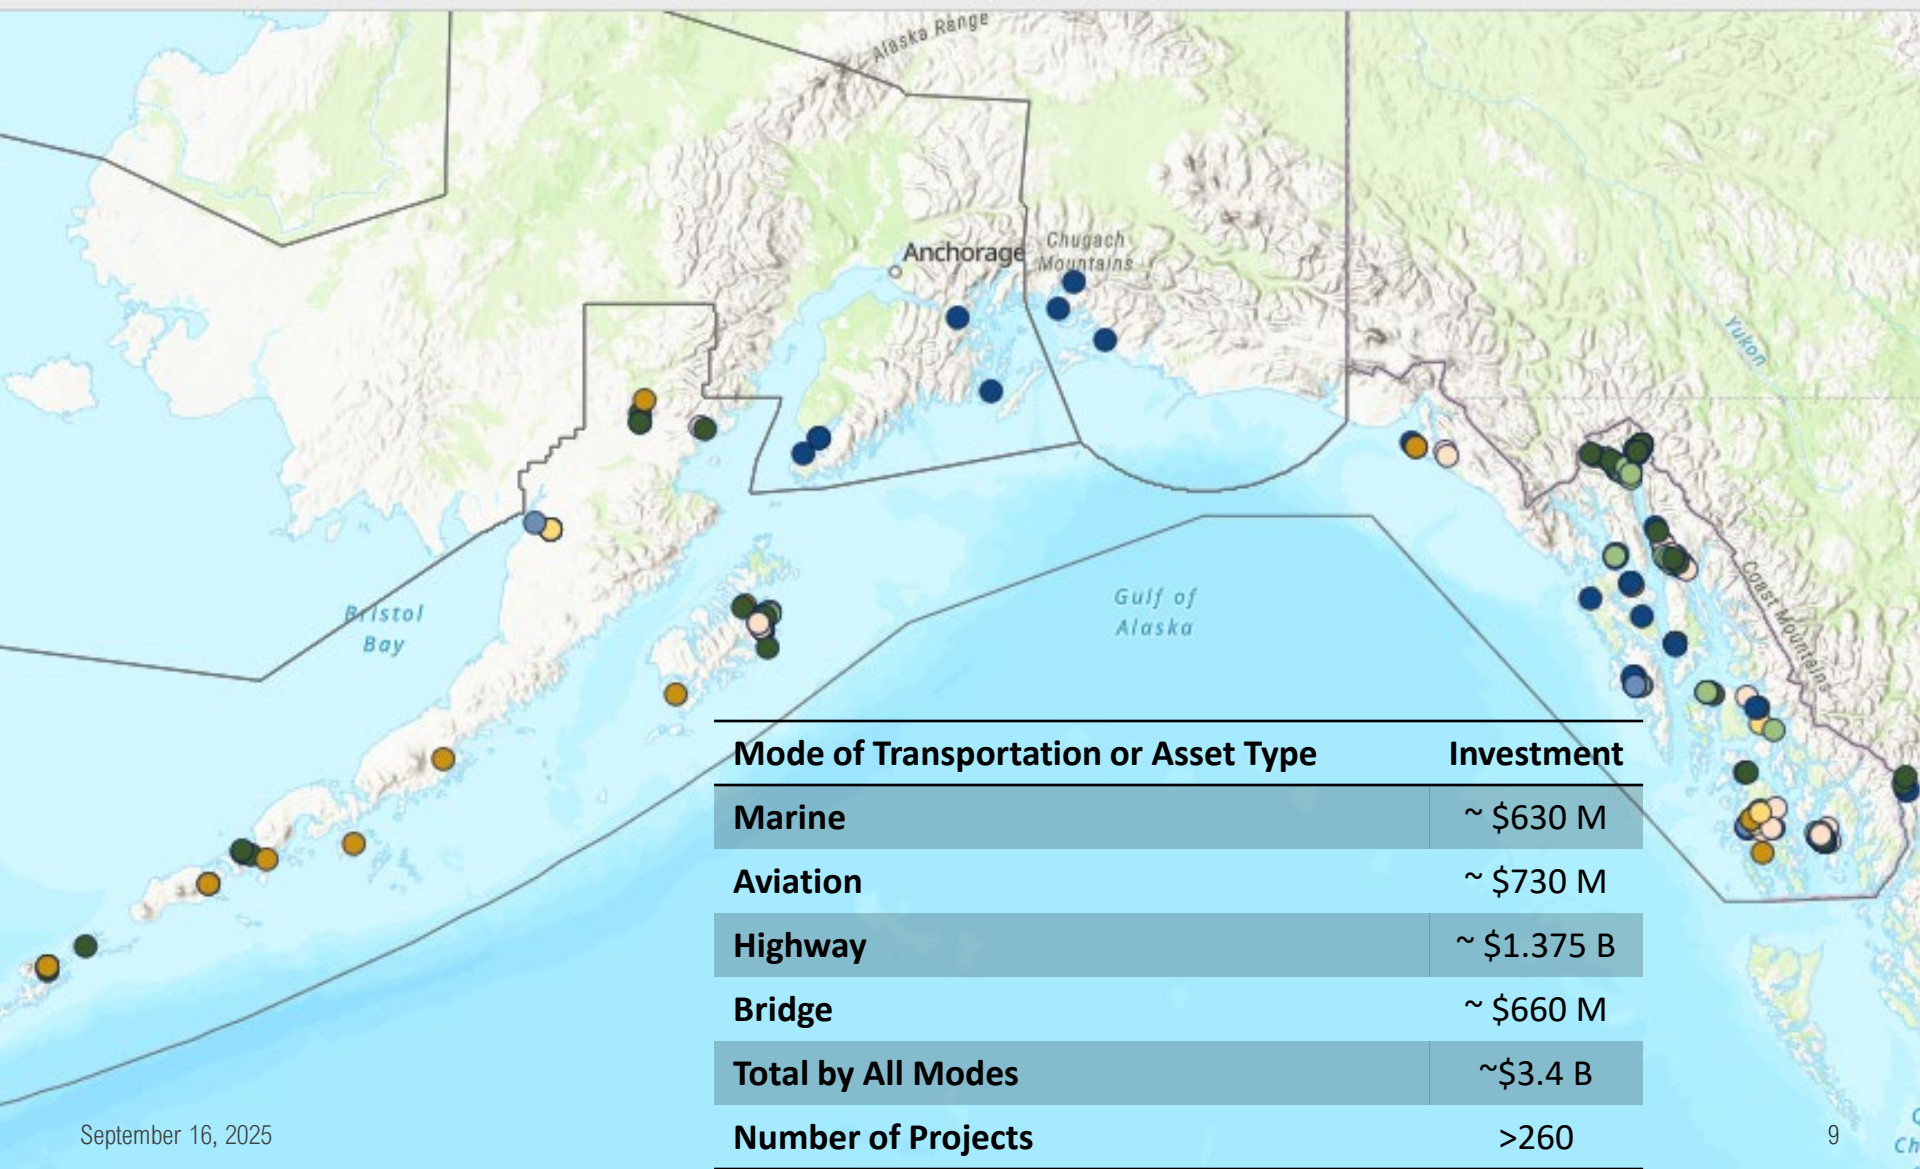 Alaska Range
Anchorage
Chugach
Mountains
Yukon
Bristol
Bay
Gulf of
Alaska
Coast Mountains
Mode of Transportation or Asset Type Investment
Marine ~ $630 M
Aviation ~ $730 M
Highway ~ $1.375 B
Bridge ~ $660 M
Total by All Modes ~$3.4 B
Number of Projects >260
September 16, 2025
9